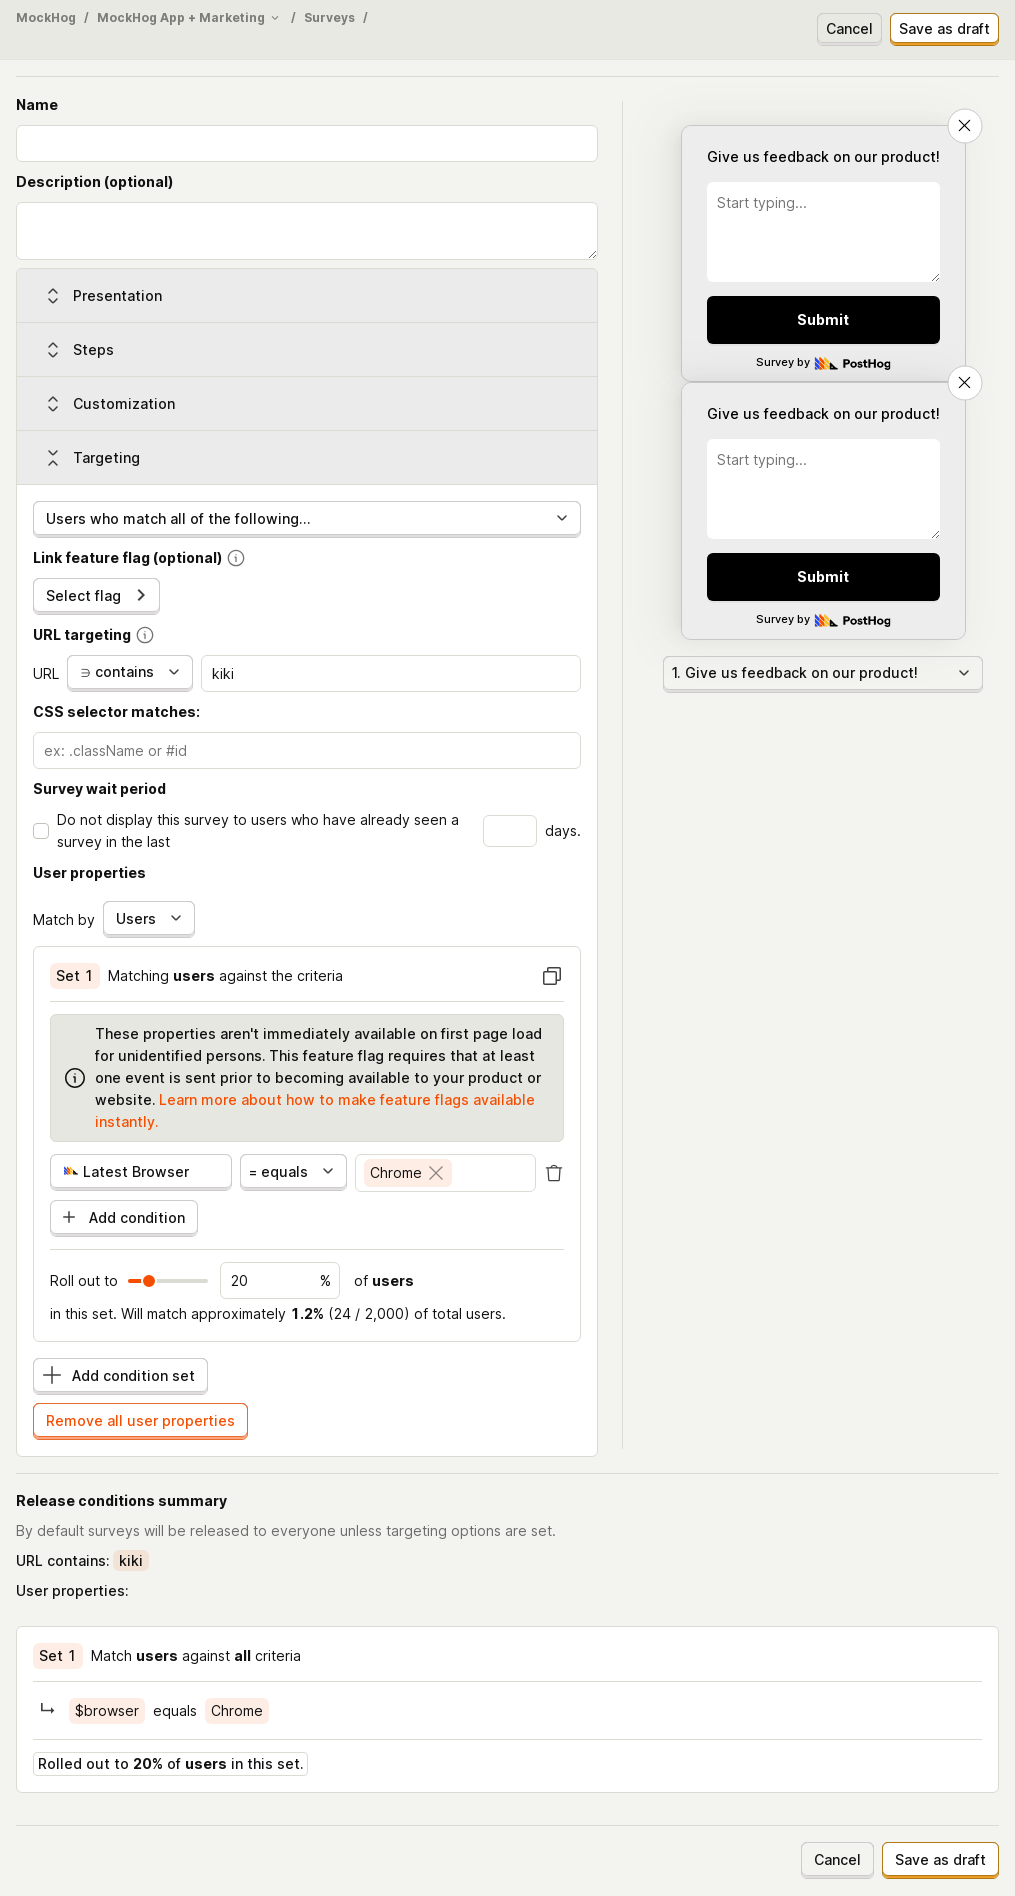 MockHog / MockHog App + Marketing / Surveys /
Cancel
Save as draft
Name
Description (optional)
Presentation
Steps
Customization
Targeting
Users who match all of the following...
Link feature flag (optional)
Select flag
URL targeting
URL ∋ contains kiki
CSS selector matches:
ex: .className or #id
Survey wait period
Do not display this survey to users who have already seen a
survey in the last
days.
User properties
Match by Users
Set 1 Matching users against the criteria
These properties aren't immediately available on first page load
for unidentified persons. This feature flag requires that at least
one event is sent prior to becoming available to your product or
website. Learn more about how to make feature flags available
instantly.
Latest Browser = equals Chrome
Add condition
Roll out to 20 % of users
in this set. Will match approximately 1.2% (24 / 2,000) of total users.
Add condition set
Remove all user properties
Give us feedback on our product!
Start typing...
Submit
Survey by PostHog
Give us feedback on our product!
Start typing...
Submit
Survey by PostHog
1. Give us feedback on our product!
Release conditions summary
By default surveys will be released to everyone unless targeting options are set.
URL contains: kiki
User properties:
Set 1 Match users against all criteria
$browser equals Chrome
Rolled out to 20% of users in this set.
Cancel
Save as draft